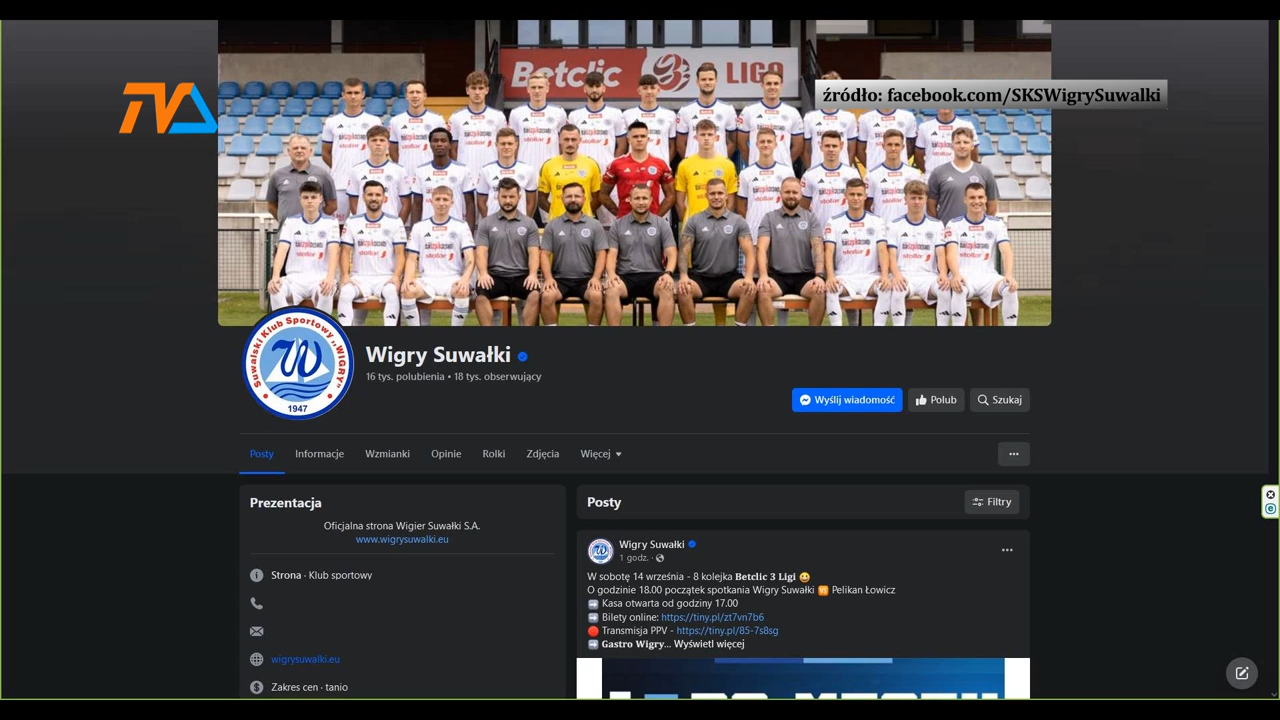 Betclic 3 LIGA
źródło: facebook.com/SKSWigrySuwalki
TVA
Suwalski Klub Sportowy "WIGRY"
1947
Wigry Suwałki
16 tys. polubienia • 18 tys. obserwujący
Wyślij wiadomość
Polub
Szukaj
Posty
Informacje
Wzmianki
Opinie
Rolki
Zdjęcia
Więcej
Prezentacja
Oficjalna strona Wigier Suwałki S.A.
www.wigrysuwalki.eu
Strona · Klub sportowy
wigrysuwalki.eu
Zakres cen · tanio
Posty
Filtry
Wigry Suwałki
1 godz. ·
W sobotę 14 września - 8 kolejka Betclic 3 Ligi 😀
O godzinie 18.00 początek spotkania Wigry Suwałki 🆚 Pelikan Łowicz
➡️ Kasa otwarta od godziny 17.00
➡️ Bilety online: https://tiny.pl/zt7vn7b6
🔴 Transmisja PPV - https://tiny.pl/85-7s8sg
➡️ Gastro Wigry... Wyświetl więcej